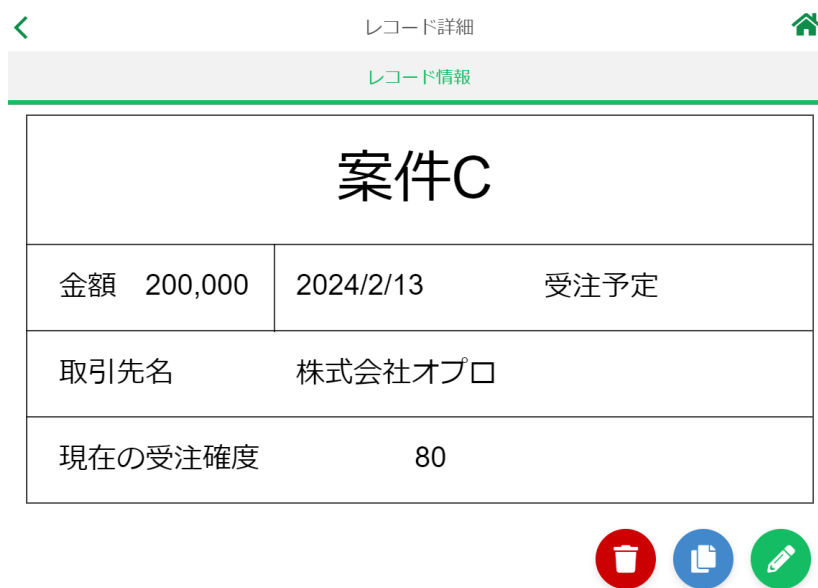 レコード詳細
レコード情報
案件C
金額 200,000 2024/2/13 受注予定
取引先名 株式会社オプロ
現在の受注確度 80